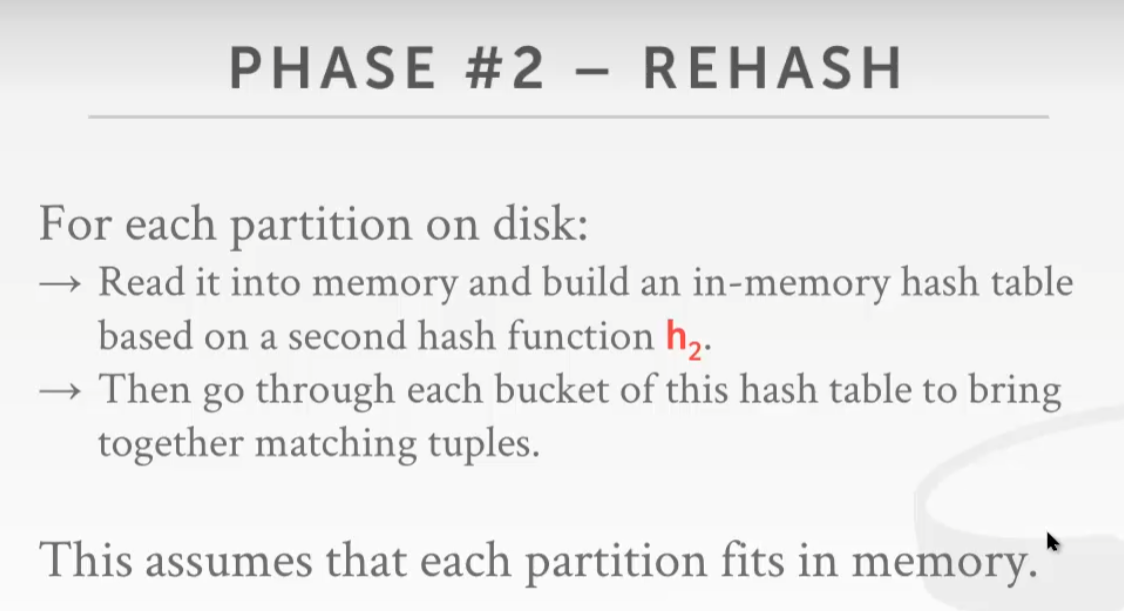 PHASE #2 – REHASH
For each partition on disk:
→ Read it into memory and build an in-memory hash table
based on a second hash function h₂.
→ Then go through each bucket of this hash table to bring
together matching tuples.
This assumes that each partition fits in memory.